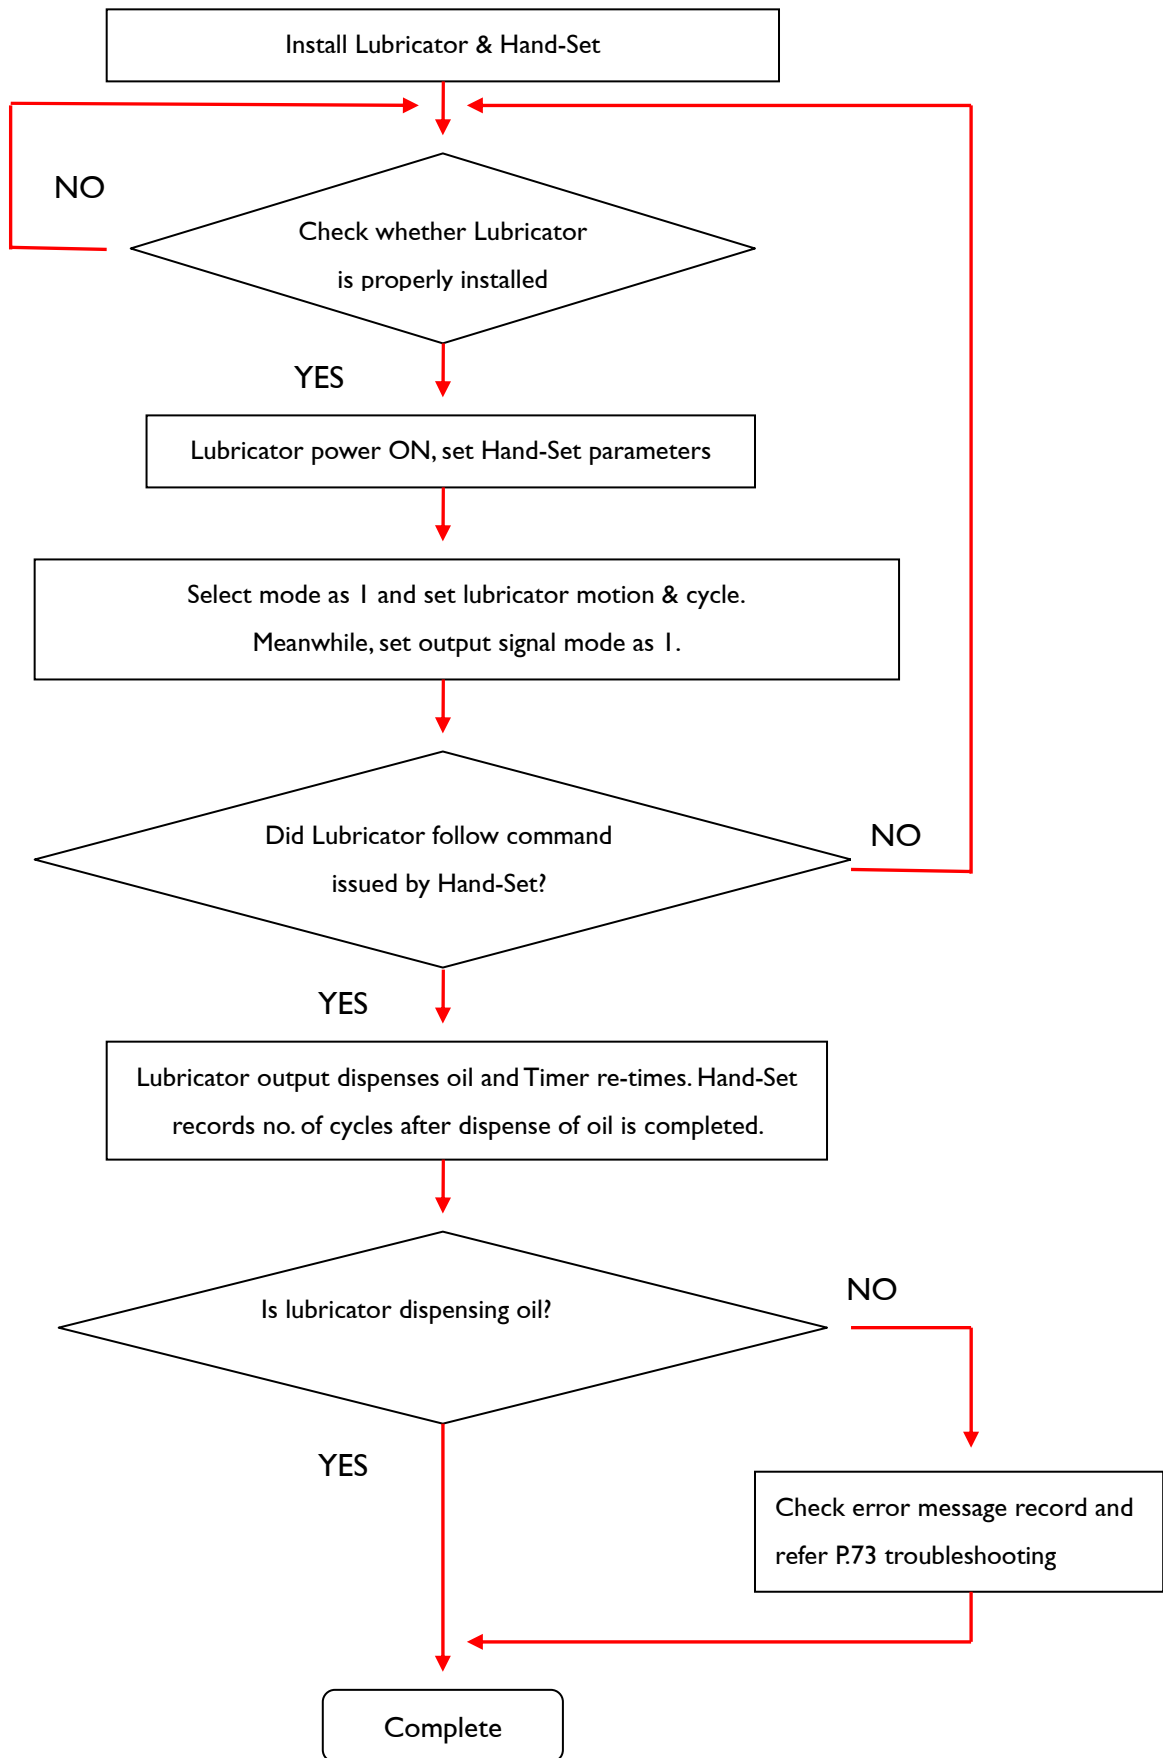 Install Lubricator & Hand-Set
NO
Check whether Lubricator
is properly installed
YES
Lubricator power ON, set Hand-Set parameters
Select mode as 1 and set lubricator motion & cycle.
Meanwhile, set output signal mode as 1.
Did Lubricator follow command
issued by Hand-Set?
NO
YES
Lubricator output dispenses oil and Timer re-times. Hand-Set
records no. of cycles after dispense of oil is completed.
Is lubricator dispensing oil?
NO
YES
Check error message record and
refer P.73 troubleshooting
Complete